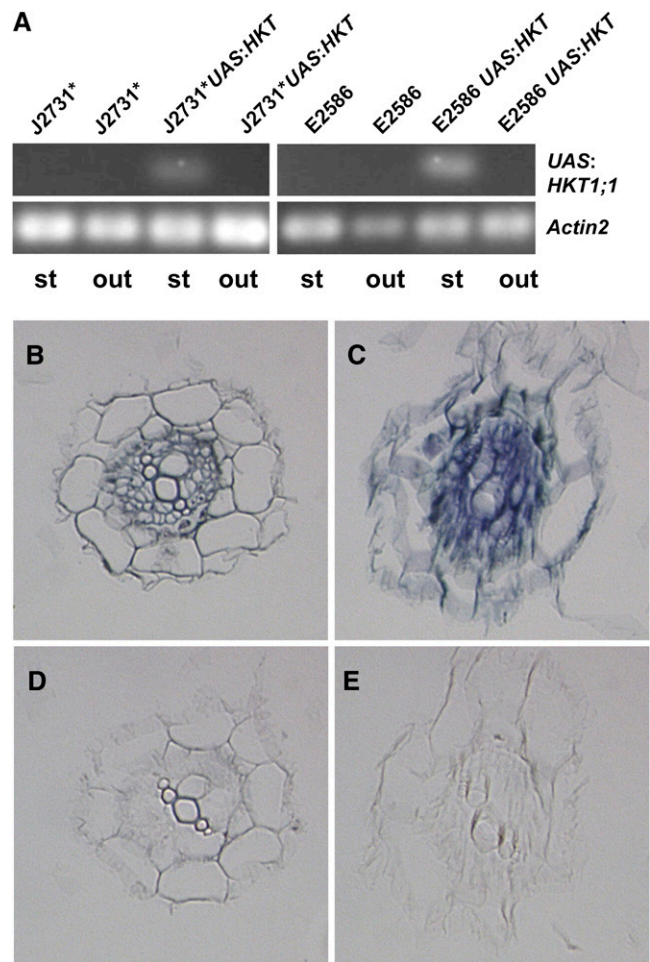 A
J2731*
J2731*
J2731*UAS:HKT
J2731*UAS:HKT
E2586
E2586
E2586 UAS:HKT
E2586 UAS:HKT
UAS:
HKT1;1
Actin2
st out st out st out st out
B
C
D
E